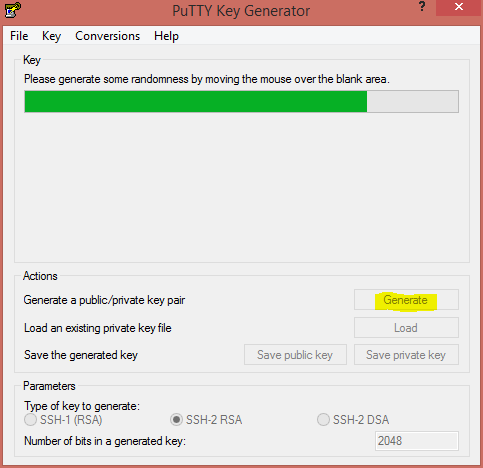 PuTTY Key Generator ?
File Key Conversions Help
Key
Please generate some randomness by moving the mouse over the blank area.
Actions
Generate a public/private key pair Generate
Load an existing private key file Load
Save the generated key Save public key Save private key
Parameters
Type of key to generate:
SSH-1 (RSA) SSH-2 RSA SSH-2 DSA
Number of bits in a generated key: 2048